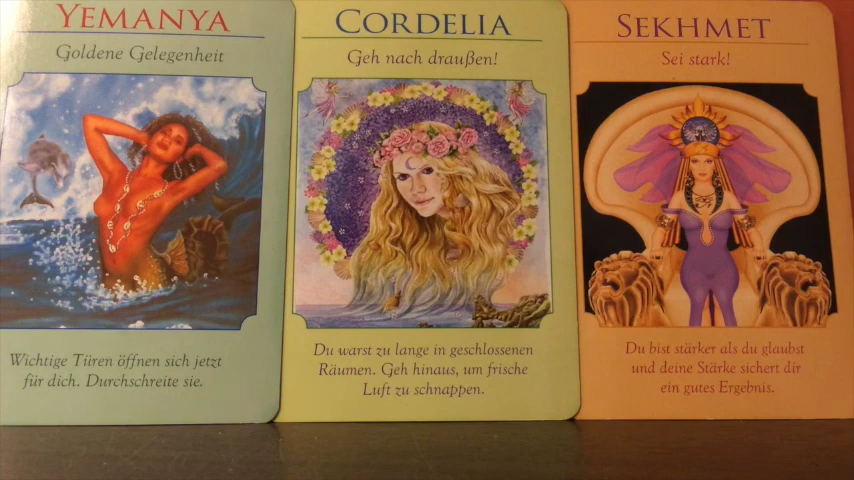 YEMANYA
Goldene Gelegenheit
Wichtige Türen öffnen sich jetzt
für dich. Durchschreite sie.
CORDELIA
Geh nach draußen!
Du warst zu lange in geschlossenen
Räumen. Geh hinaus, um frische
Luft zu schnappen.
SEKHMET
Sei stark!
Du bist stärker als du glaubst
und deine Stärke sichert dir
ein gutes Ergebnis.